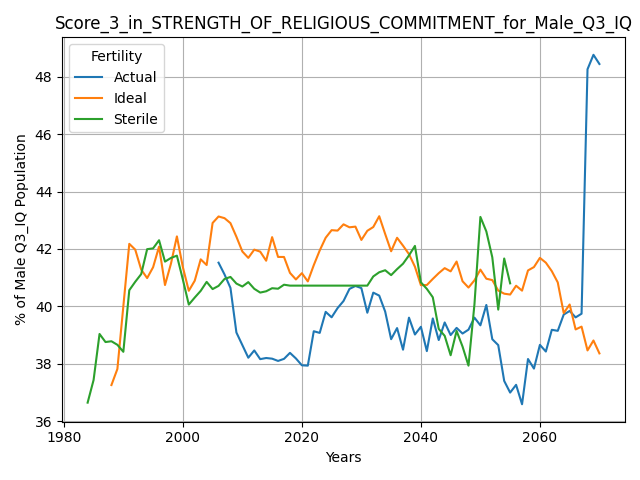 Score_3_in_STRENGTH_OF_RELIGIOUS_COMMITMENT_for_Male_Q3_IQ
Fertility
Actual
Ideal
Sterile
% of Male Q3_IQ Population
48
46
44
42
40
38
36
1980
2000
2020
2040
2060
Years